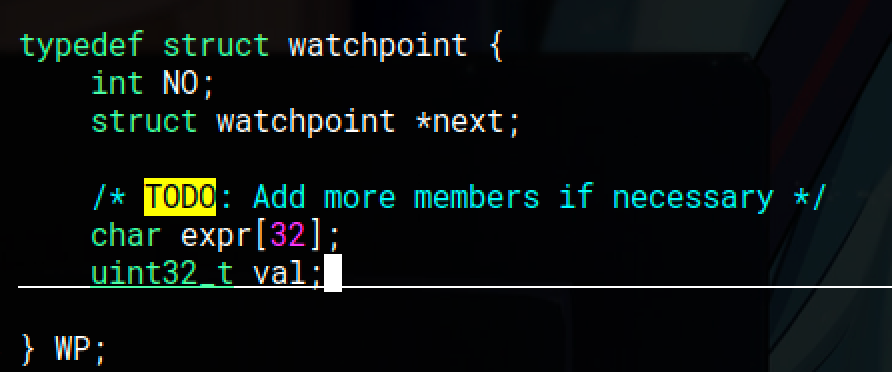 typedef struct watchpoint {
    int NO;
    struct watchpoint *next;

    /* TODO: Add more members if necessary */
    char expr[32];
    uint32_t val;

} WP;